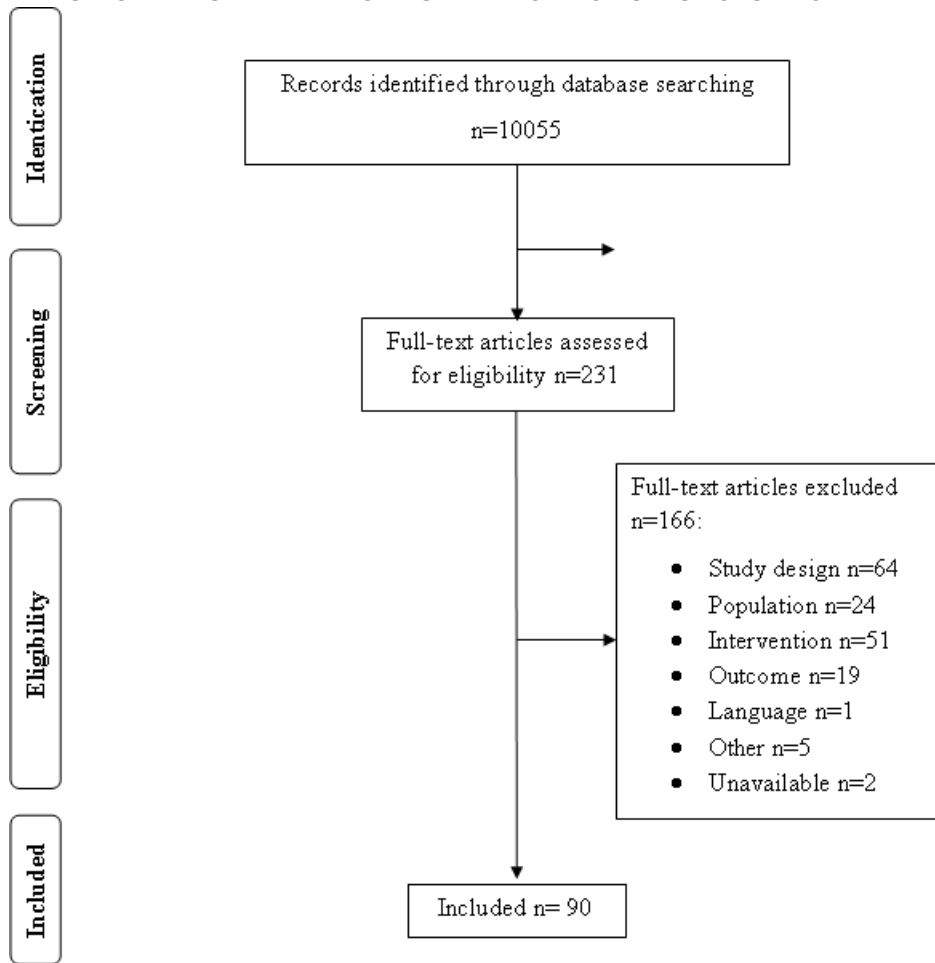 Identication
Records identified through database searching
n=10055
Screening
Full-text articles assessed
for eligibility n=231
Eligibility
Full-text articles excluded
n=166:
• Study design n=64
• Population n=24
• Intervention n=51
• Outcome n=19
• Language n=1
• Other n=5
• Unavailable n=2
Included
Included n= 90